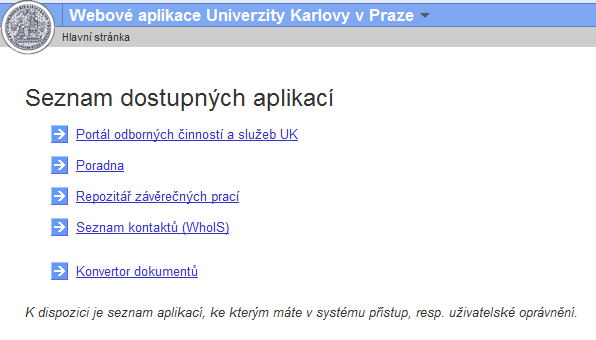 Webové aplikace Univerzity Karlovy v Praze
Hlavní stránka
Seznam dostupných aplikací
Portál odborných činností a služeb UK
Poradna
Repozitář závěrečných prací
Seznam kontaktů (WhoIS)
Konvertor dokumentů
K dispozici je seznam aplikací, ke kterým máte v systému přistup, resp. uživatelské oprávnění.